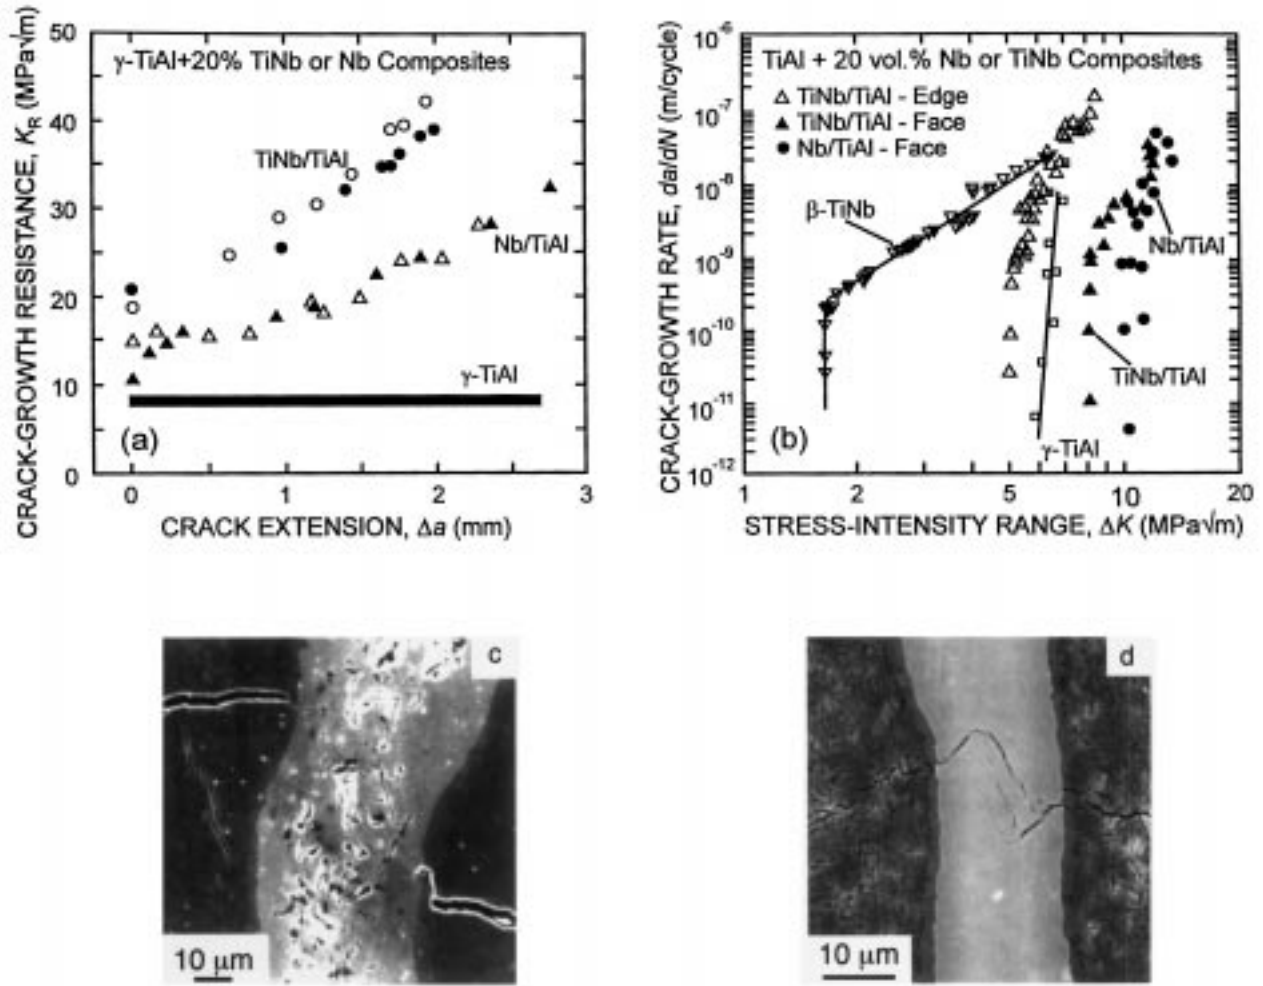 γ-TiAl+20% TiNb or Nb Composites
CRACK-GROWTH RESISTANCE, K_R (MPa√m)
50
40
30
20
10
0
TiNb/TiAl
Nb/TiAl
γ-TiAl
(a)
0
1
2
3
CRACK EXTENSION, Δa (mm)
TiAl + 20 vol.% Nb or TiNb Composites
△ TiNb/TiAl - Edge
▲ TiNb/TiAl - Face
● Nb/TiAl - Face
CRACK-GROWTH RATE, da/dN (m/cycle)
10⁻⁶
10⁻⁷
10⁻⁸
10⁻⁹
10⁻¹⁰
10⁻¹¹
10⁻¹²
β-TiNb
Nb/TiAl
TiNb/TiAl
γ-TiAl
(b)
1
2
5
10
20
STRESS-INTENSITY RANGE, ΔK (MPa√m)
c
10 μm
d
10 μm